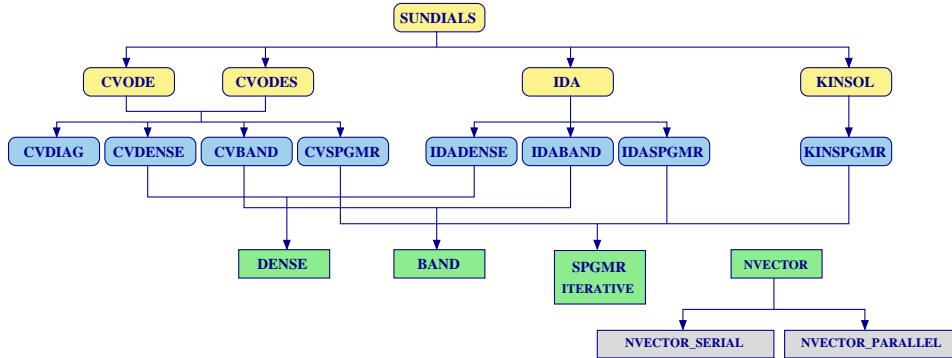 SUNDIALS
CVODE
CVODES
IDA
KINSOL
CVDIAG
CVDENSE
CVBAND
CVSPGMR
IDADENSE
IDABAND
IDASPGMR
KINSPGMR
DENSE
BAND
SPGMR
ITERATIVE
NVECTOR
NVECTOR_SERIAL
NVECTOR_PARALLEL